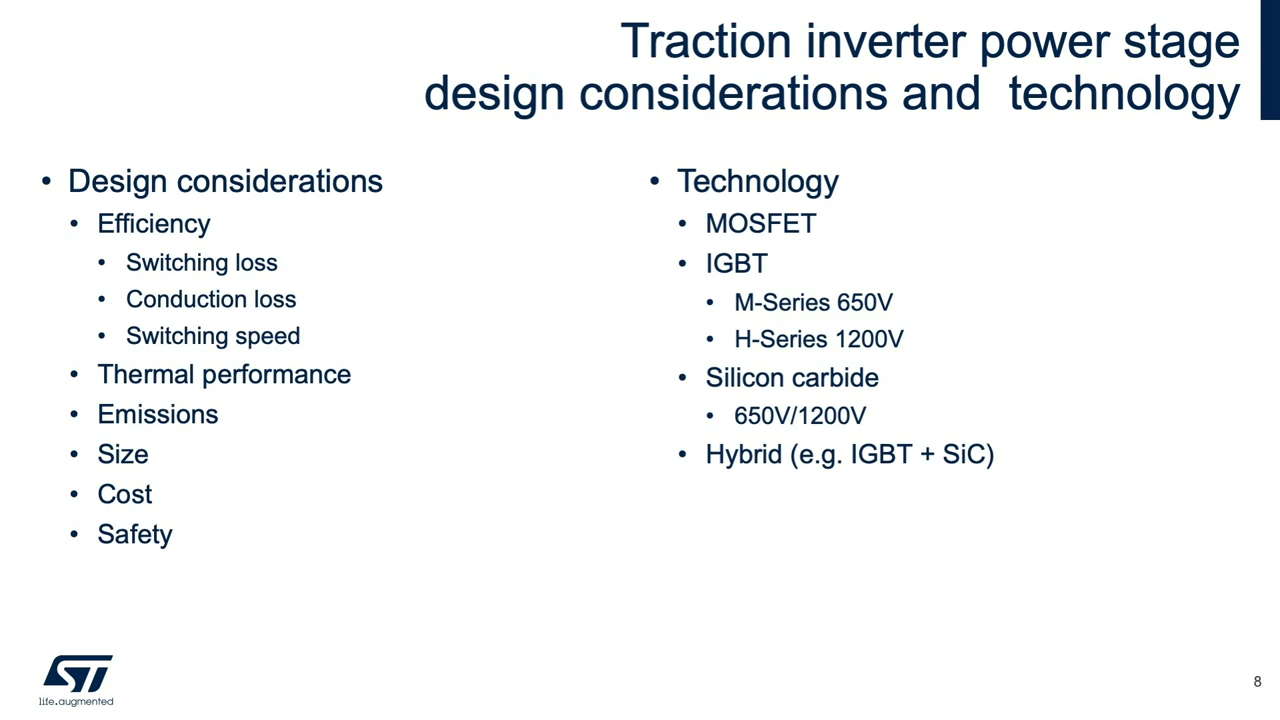 Traction inverter power stage
design considerations and  technology
• Design considerations
• Efficiency
• Switching loss
• Conduction loss
• Switching speed
• Thermal performance
• Emissions
• Size
• Cost
• Safety
• Technology
• MOSFET
• IGBT
• M-Series 650V
• H-Series 1200V
• Silicon carbide
• 650V/1200V
• Hybrid (e.g. IGBT + SiC)
ST
life.augmented
8